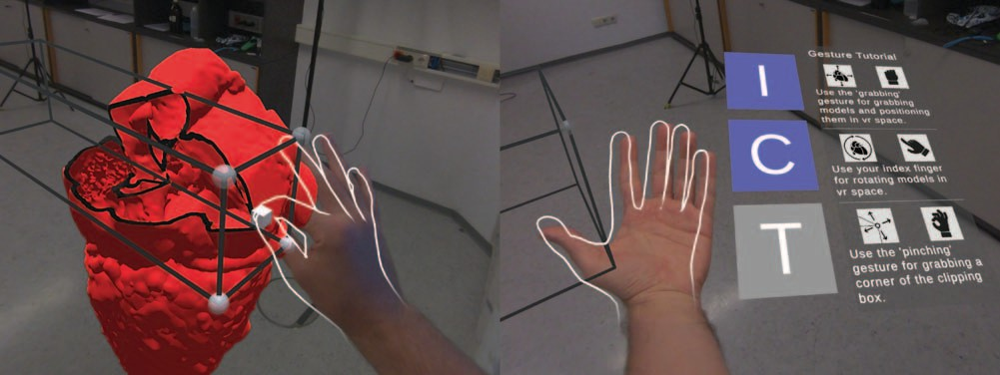 I
C
T
Gesture Tutorial
Use the 'grabbing'
gesture for grabbing
models and positioning
them in vr space.
Use your index finger
for rotating models in
vr space.
Use the 'pinching'
gesture for grabbing a
corner of the clipping
box.